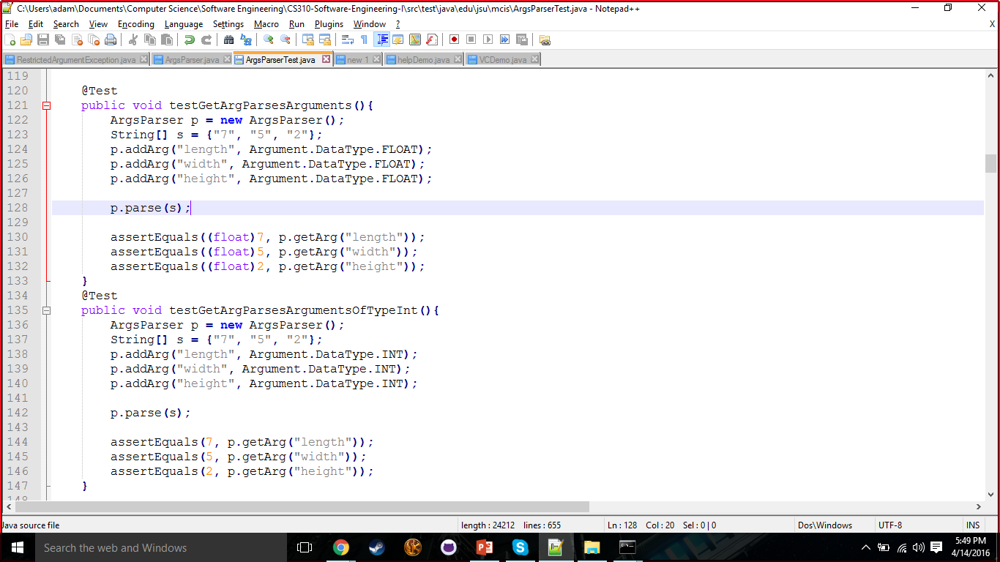 C:\Users\adam\Documents\Computer Science\Software Engineering\CS310-Software-Engineering-I\src\test\java\edu\jsu\mcis\ArgsParserTest.java - Notepad++
File Edit Search View Encoding Language Settings Macro Run Plugins Window ? X
RestrictedArgumentException.java ArgsParser.java ArgsParserTest.java new 1 helpDemo.java VCDemo.java
119
120 @Test
121 public void testGetArgParsesArguments(){
122 ArgsParser p = new ArgsParser();
123 String[] s = {"7", "5", "2"};
124 p.addArg("length", Argument.DataType.FLOAT);
125 p.addArg("width", Argument.DataType.FLOAT);
126 p.addArg("height", Argument.DataType.FLOAT);
127
128 p.parse(s);
129
130 assertEquals((float)7, p.getArg("length"));
131 assertEquals((float)5, p.getArg("width"));
132 assertEquals((float)2, p.getArg("height"));
133 }
134 @Test
135 public void testGetArgParsesArgumentsOfTypeInt(){
136 ArgsParser p = new ArgsParser();
137 String[] s = {"7", "5", "2"};
138 p.addArg("length", Argument.DataType.INT);
139 p.addArg("width", Argument.DataType.INT);
140 p.addArg("height", Argument.DataType.INT);
141
142 p.parse(s);
143
144 assertEquals(7, p.getArg("length"));
145 assertEquals(5, p.getArg("width"));
146 assertEquals(2, p.getArg("height"));
147 }
148
Java source file length : 24212 lines : 655 Ln : 128 Col : 20 Sel : 0 | 0 Dos\Windows UTF-8 INS
Search the web and Windows
5:49 PM
4/14/2016